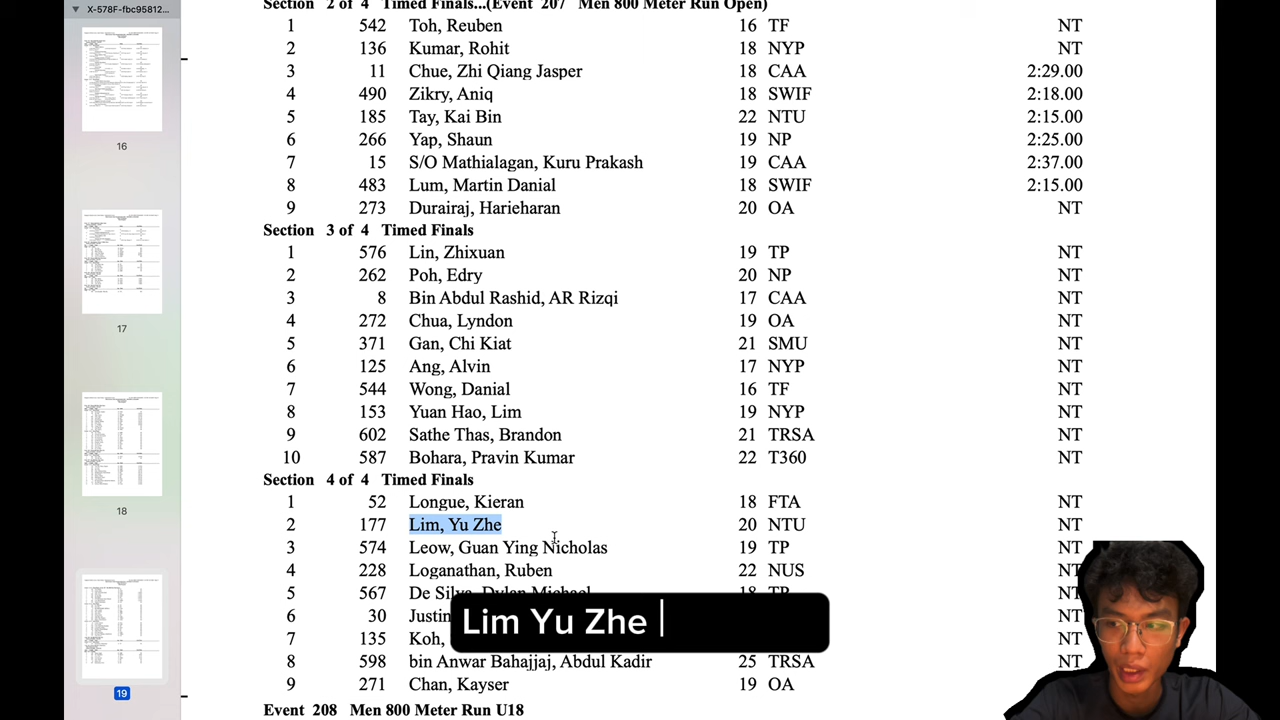 X-578F-fbc95812...
16
17
18
19
Section 2 of 4 Timed Finals...(Event 207 Men 800 Meter Run Open)
1 542 Toh, Reuben 16 TF NT
2 136 Kumar, Rohit 18 NYP NT
3 11 Chue, Zhi Qiang Jasper 18 CAA 2:29.00
4 490 Zikry, Aniq 18 SWIF 2:18.00
5 185 Tay, Kai Bin 22 NTU 2:15.00
6 266 Yap, Shaun 19 NP 2:25.00
7 15 S/O Mathialagan, Kuru Prakash 19 CAA 2:37.00
8 483 Lum, Martin Danial 18 SWIF 2:15.00
9 273 Durairaj, Harieharan 20 OA NT
Section 3 of 4 Timed Finals
1 576 Lin, Zhixuan 19 TP NT
2 262 Poh, Edry 20 NP NT
3 8 Bin Abdul Rashid, AR Rizqi 17 CAA NT
4 272 Chua, Lyndon 19 OA NT
5 371 Gan, Chi Kiat 21 SMU NT
6 125 Ang, Alvin 17 NYP NT
7 544 Wong, Danial 16 TF NT
8 153 Yuan Hao, Lim 19 NYP NT
9 602 Sathe Thas, Brandon 21 TRSA NT
10 587 Bohara, Pravin Kumar 22 T360 NT
Section 4 of 4 Timed Finals
1 52 Longue, Kieran 18 FTA NT
2 177 Lim, Yu Zhe 20 NTU NT
3 574 Leow, Guan Ying Nicholas 19 TP NT
4 228 Loganathan, Ruben 22 NUS NT
5 567 De Silva, Dylan Michael 18 TP
6 30 Justin
Lim Yu Zhe
7 135 Koh,
8 598 bin Anwar Bahajjaj, Abdul Kadir 25 TRSA NT
9 271 Chan, Kayser 19 OA NT
Event 208 Men 800 Meter Run U18